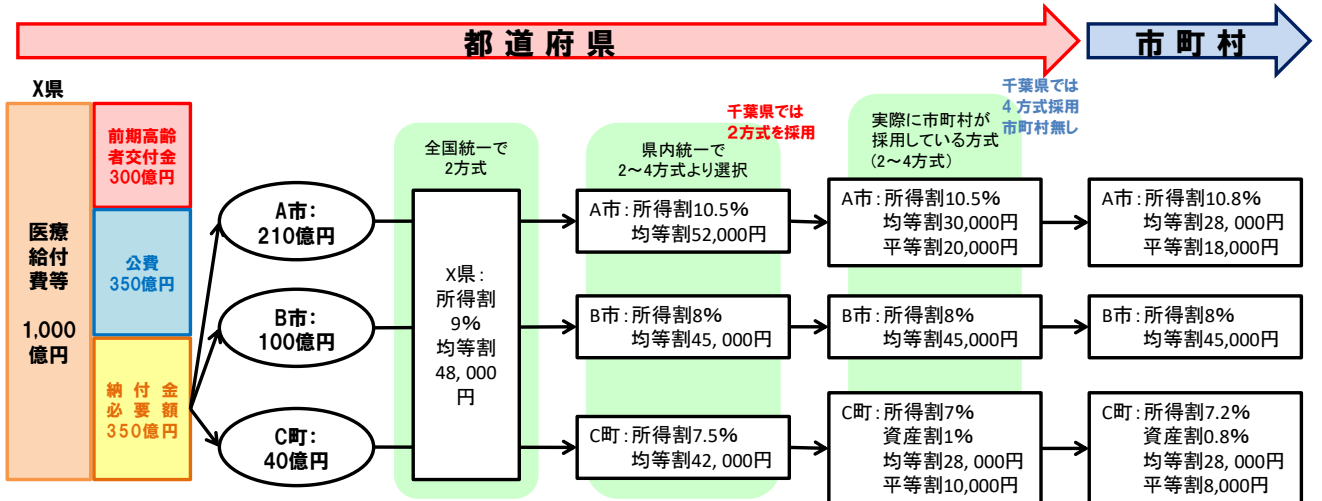 都道府県
市町村
X県
医療
給付
費等
1,000
億円
前期高齢
者交付金
300億円
公費
350億円
納付金
必要額
350億円
A市：
210億円
B市：
100億円
C町：
40億円
全国統一で
2方式
X県：
所得割
9%
均等割
48,000
円
千葉県では
2方式を採用
県内統一で
2～4方式より選択
A市：所得割10.5%
均等割52,000円
B市：所得割8%
均等割45,000円
C町：所得割7.5%
均等割42,000円
千葉県では
4方式採用
市町村無し
実際に市町村が
採用している方式
(2～4方式)
A市：所得割10.5%
均等割30,000円
平等割20,000円
B市：所得割8%
均等割45,000円
C町：所得割7%
資産割1%
均等割28,000円
平等割10,000円
A市：所得割10.8%
均等割28,000円
平等割18,000円
B市：所得割8%
均等割45,000円
C町：所得割7.2%
資産割0.8%
均等割28,000円
平等割8,000円